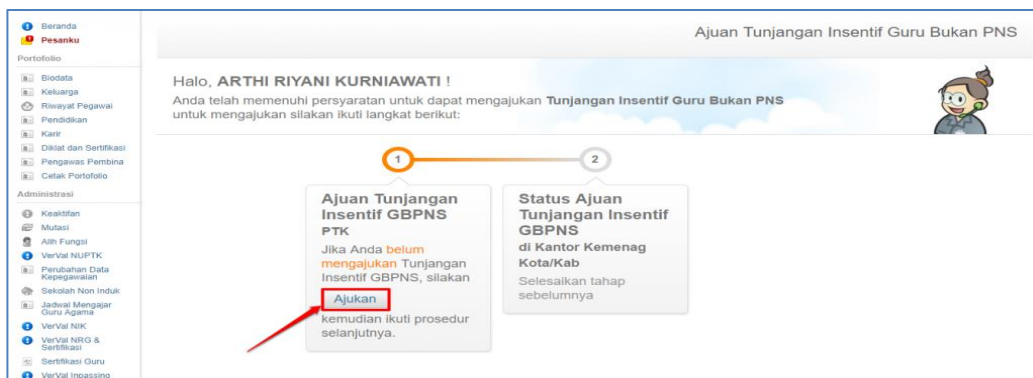 Beranda
Pesanku
Portofolio
Biodata
Keluarga
Riwayat Pegawai
Pendidikan
Karir
Diklat dan Sertifikasi
Pengawas Pembina
Cetak Portofolio
Administrasi
Keaktifan
Mutasi
Alih Fungsi
VerVal NUPTK
Perubahan Data
Kepegawaian
Sekolah Non Induk
Jadwal Mengajar
Guru Agama
VerVal NIK
VerVal NRG &
Sertifikasi
Sertifikasi Guru
VerVal Inpassing
Ajuan Tunjangan Insentif Guru Bukan PNS
Halo, ARTHI RIYANI KURNIAWATI !
Anda telah memenuhi persyaratan untuk dapat mengajukan Tunjangan Insentif Guru Bukan PNS
untuk mengajukan silakan ikuti langkat berikut:
1
Ajuan Tunjangan
Insentif GBPNS
PTK
Jika Anda belum
mengajukan Tunjangan
Insentif GBPNS, silakan
Ajukan
kemudian ikuti prosedur
selanjutnya.
2
Status Ajuan
Tunjangan Insentif
GBPNS
di Kantor Kemenag
Kota/Kab
Selesaikan tahap
sebelumnya